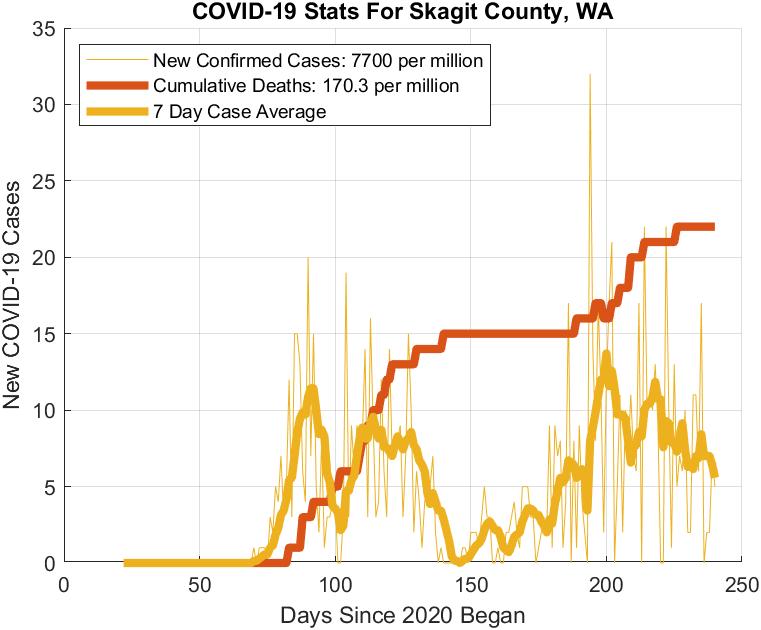 COVID-19 Stats For Skagit County, WA
New Confirmed Cases: 7700 per million
Cumulative Deaths: 170.3 per million
7 Day Case Average
New COVID-19 Cases
35
30
25
20
15
10
5
0
0 50 100 150 200 250
Days Since 2020 Began